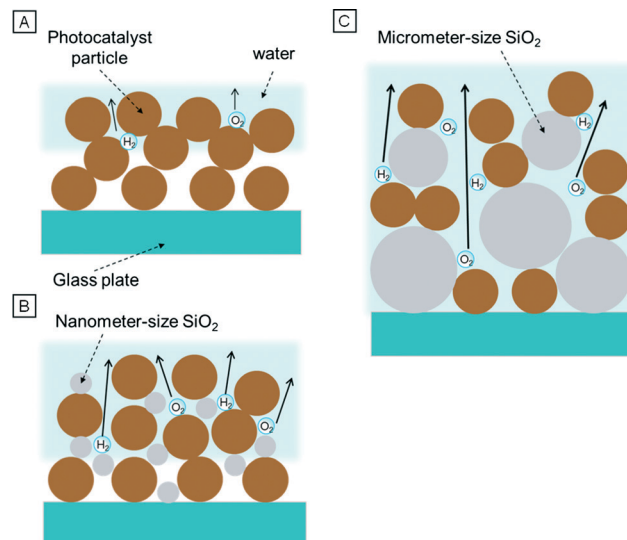 A
Photocatalyst
particle
water
H2
O2
Glass plate
B
Nanometer-size SiO2
H2
O2
H2
O2
C
Micrometer-size SiO2
H2
O2
H2
O2
H2
O2